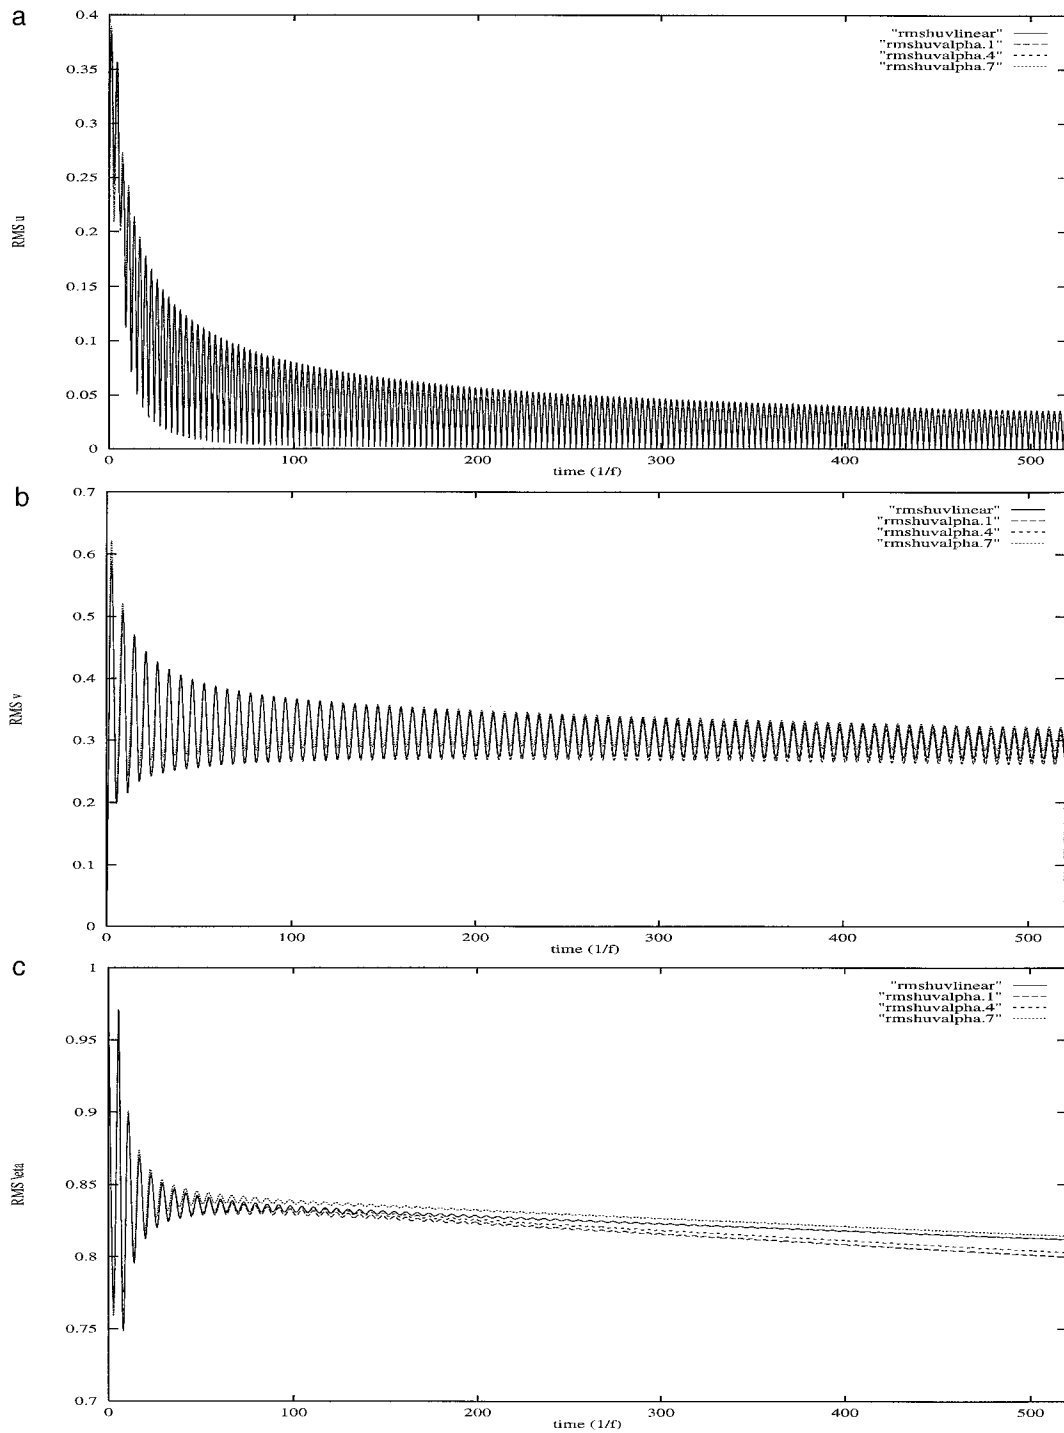 a
0.4
0.35
0.3
0.25
0.2
0.15
0.1
0.05
0
RMS u
"rmshuvlinear"
"rmshuvalpha.1"
"rmshuvalpha.4"
"rmshuvalpha.7"
0 100 200 300 400 500
time (1/f)
b
0.7
0.6
0.5
0.4
0.3
0.2
0.1
0
RMS v
"rmshuvlinear"
"rmshuvalpha.1"
"rmshuvalpha.4"
"rmshuvalpha.7"
0 100 200 300 400 500
time (1/f)
c
1
0.95
0.9
0.85
0.8
0.75
0.7
RMS \eta
"rmshuvlinear"
"rmshuvalpha.1"
"rmshuvalpha.4"
"rmshuvalpha.7"
0 100 200 300 400 500
time (1/f)